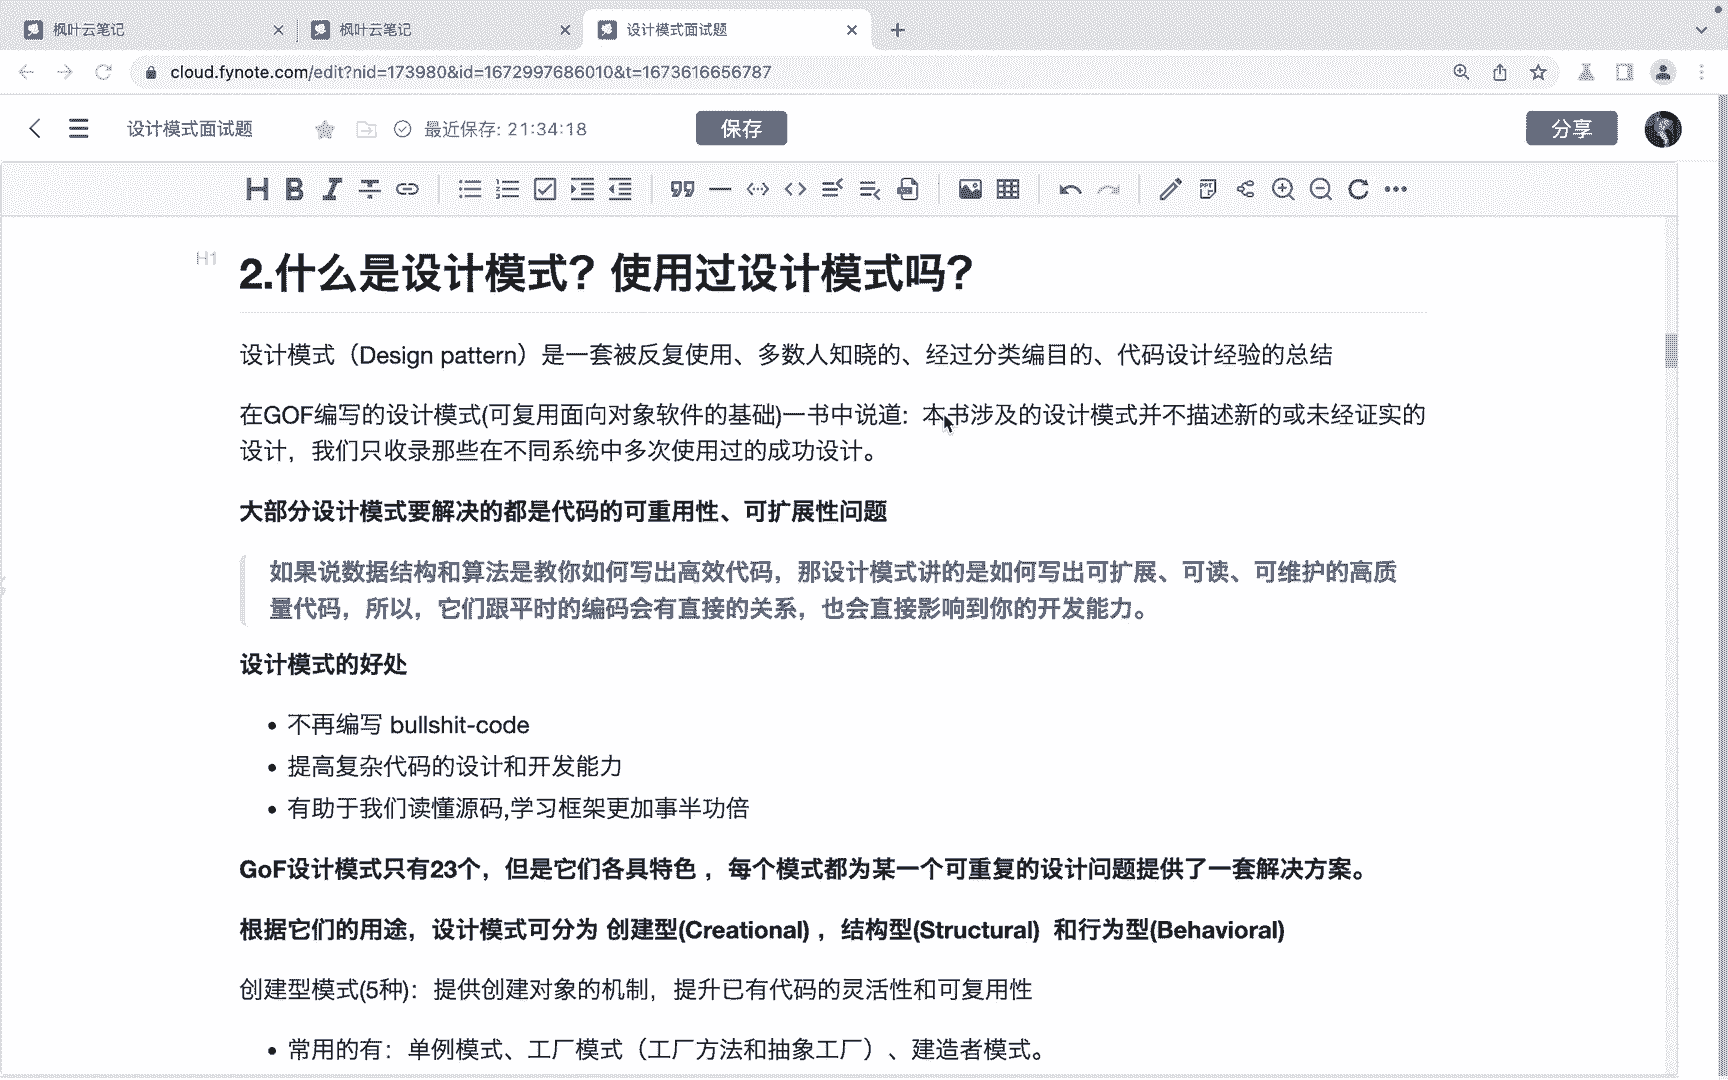 枫叶云笔记
枫叶云笔记
设计模式面试题
cloud.fynote.com/edit?nid=173980&id=1672997686010&t=1673616656787
设计模式面试题
最近保存: 21:34:18
保存
分享
H1
2.什么是设计模式？使用过设计模式吗？
设计模式（Design pattern）是一套被反复使用、多数人知晓的、经过分类编目的、代码设计经验的总结
在GOF编写的设计模式(可复用面向对象软件的基础)一书中说道：本书涉及的设计模式并不描述新的或未经证实的
设计，我们只收录那些在不同系统中多次使用过的成功设计。
大部分设计模式要解决的都是代码的可重用性、可扩展性问题
如果说数据结构和算法是教你如何写出高效代码，那设计模式讲的是如何写出可扩展、可读、可维护的高质
量代码，所以，它们跟平时的编码会有直接的关系，也会直接影响到你的开发能力。
设计模式的好处
不再编写 bullshit-code
提高复杂代码的设计和开发能力
有助于我们读懂源码,学习框架更加事半功倍
GoF设计模式只有23个，但是它们各具特色 ，每个模式都为某一个可重复的设计问题提供了一套解决方案。
根据它们的用途，设计模式可分为 创建型(Creational) ，结构型(Structural) 和行为型(Behavioral)
创建型模式(5种)：提供创建对象的机制，提升已有代码的灵活性和可复用性
常用的有：单例模式、工厂模式（工厂方法和抽象工厂）、建造者模式。